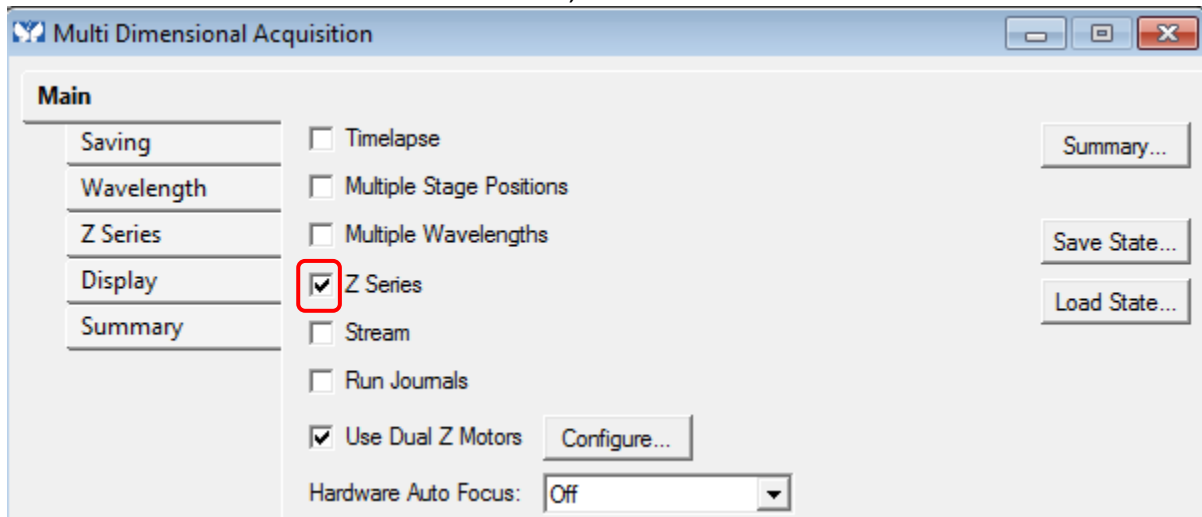 Multi Dimensional Acquisition
Main
Saving
Wavelength
Z Series
Display
Summary
Timelapse
Multiple Stage Positions
Multiple Wavelengths
Z Series
Stream
Run Journals
Use Dual Z Motors Configure...
Hardware Auto Focus: Off
Summary...
Save State...
Load State...